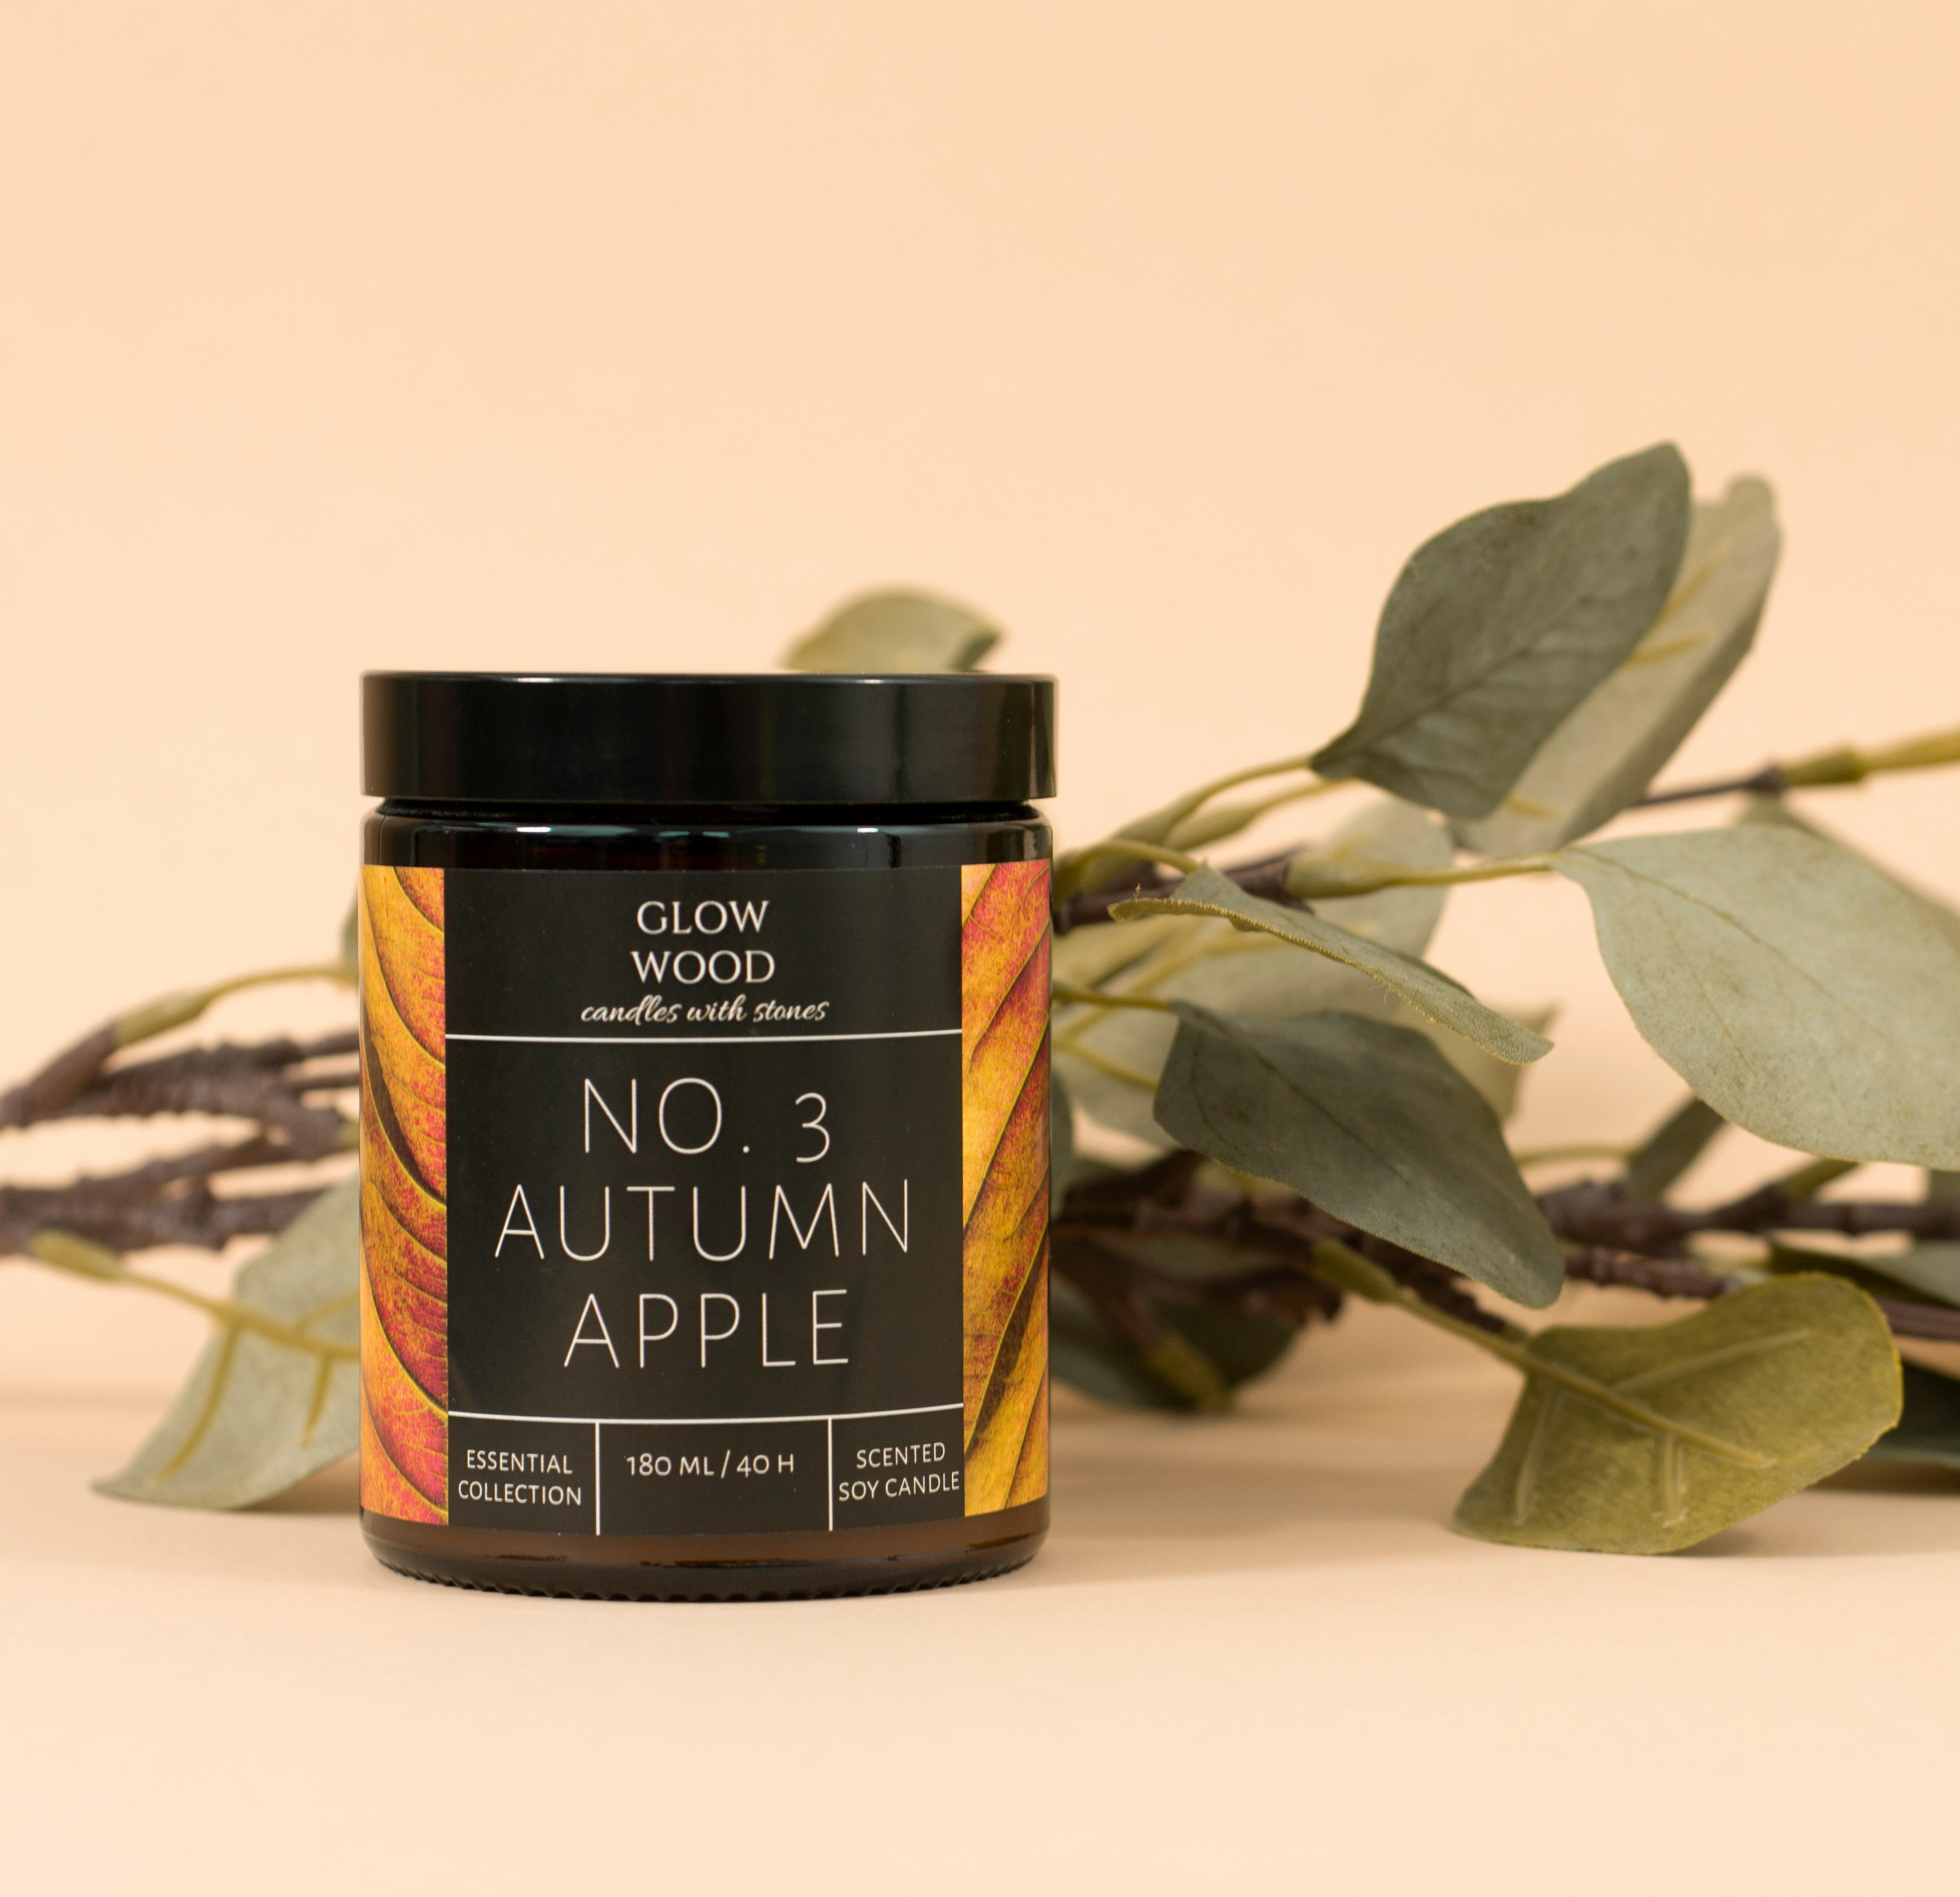 GLOW
WOOD
candles with stones
NO. 3
AUTUMN
APPLE
ESSENTIAL
COLLECTION
180 ML / 40 H
SCENTED
SOY CANDLE